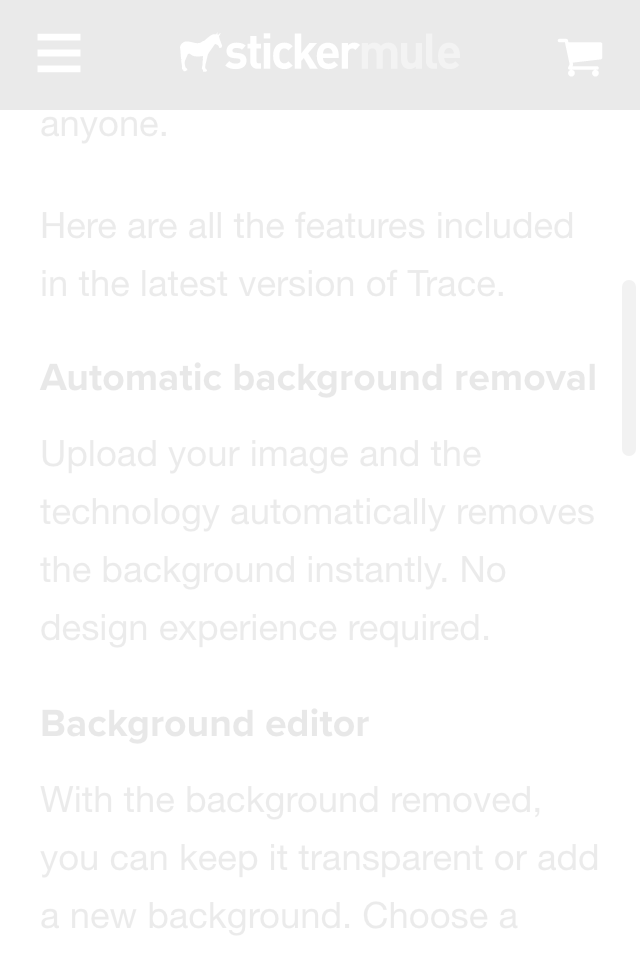 stickermule
anyone.
Here are all the features included
in the latest version of Trace.
Automatic background removal
Upload your image and the
technology automatically removes
the background instantly. No
design experience required.
Background editor
With the background removed,
you can keep it transparent or add
a new background. Choose a